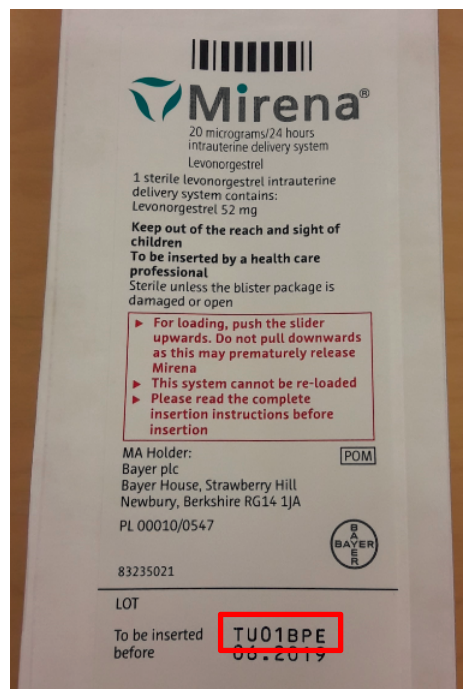 Mirena®
20 micrograms/24 hours
intrauterine delivery system
Levonorgestrel
1 sterile levonorgestrel intrauterine
delivery system contains:
Levonorgestrel 52 mg
Keep out of the reach and sight of
children
To be inserted by a health care
professional
Sterile unless the blister package is
damaged or open
► For loading, push the slider
upwards. Do not pull downwards
as this may prematurely release
Mirena
► This system cannot be re-loaded
► Please read the complete
insertion instructions before
insertion
MA Holder:
Bayer plc
Bayer House, Strawberry Hill
Newbury, Berkshire RG14 1JA
POM
PL 00010/0547
BAYER
BAYER
83235021
LOT
TU01BPE
To be inserted
before
06.2019